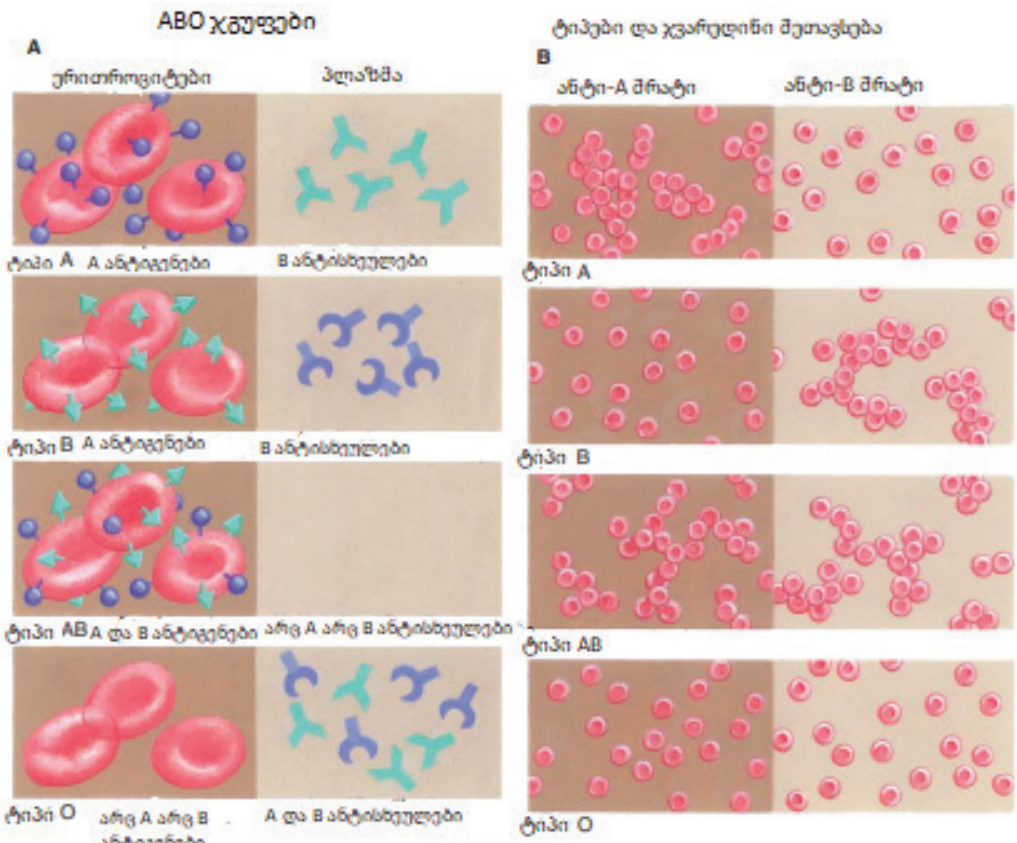 ABO ჯგუფები
A
ერითროციტები
პლაზმა
ტიპი A
A ანტიგენები
B ანტისხეულები
ტიპი B
A ანტიგენები
B ანტისხეულები
ტიპი AB
A და B ანტიგენები
არც A არც B ანტისხეულები
ტიპი O
არც A არც B
ანტიგენები
A და B ანტისხეულები
ტიპები და ჯვარედინი შეთავსება
B
ანტი-A შრატი
ანტი-B შრატი
ტიპი A
ტიპი B
ტიპი AB
ტიპი O